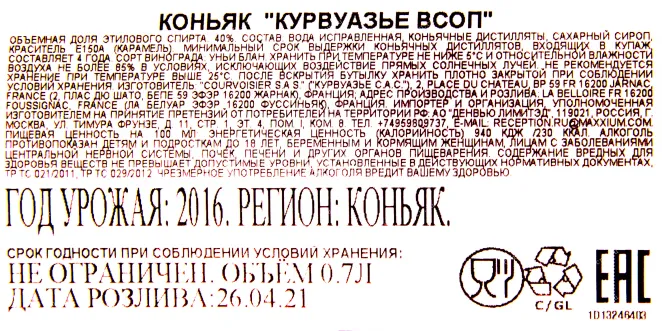 КОНЬЯК "КУРВУАЗЬЕ ВСОП"
ОБЪЕМНАЯ ДОЛЯ ЭТИЛОВОГО СПИРТА. 40%. СОСТАВ ВОДА ИСПРАВЛЕННАЯ, КОНЬЯЧНЫЕ ДИСТИЛЛЯТЫ, САХАРНЫЙ СИРОП,
КРАСИТЕЛЬ Е150А (КАРАМЕЛЬ). МИНИМАЛЬНЫЙ СРОК ВЫДЕРЖКИ КОНЬЯЧНЫХ ДИСТИЛЛЯТОВ, ВХОДЯЩИХ В КУПАЖ,
СОСТАВЛЯЕТ 4 ГОДА. СОРТ ВИНОГРАДА. УНЬИ БЛАН. ХРАНИТЬ ПРИ ТЕМПЕРАТУРЕ НЕ НИЖЕ 5°С И ОТНОСИТЕЛЬНОЙ ВЛАЖНОСТИ
ВОЗДУХА НЕ БОЛЕЕ 85% В УСЛОВИЯХ, ИСКЛЮЧАЮЩИХ ВОЗДЕЙСТВИЕ ПРЯМЫХ СОЛНЕЧНЫХ ЛУЧЕЙ. НЕ РЕКОМЕНДУЕТСЯ
ХРАНЕНИЕ ПРИ ТЕМПЕРАТУРЕ ВЫШЕ 25°С. ПОСЛЕ ВСКРЫТИЯ БУТЫЛКУ ХРАНИТЬ ПЛОТНО ЗАКРЫТОЙ ПРИ СОБЛЮДЕНИИ
УСЛОВИЙ ХРАНЕНИЯ ИЗГОТОВИТЕЛЬ "COURVOISIER S.A.S." ("КУРВУАЗЬЕ С.А.С."), 2, PLACE DU CHATEAU, BP 59 FR 16200 JARNAC,
FRANCE (2, ПЛАС ДЮ ШАТО, БЕПЕ 59 ЭФЭР 16200 ЖАРНАК) ФРАНЦИЯ, АДРЕС ПРОИЗВОДСТВА И РОЗЛИВА. LA BELLOIRE FR 16200
FOUSSIGNAC, FRANCE (ЛА БЕЛУАР ЭФЭР 16200 ФУССИНЬЯК), ФРАНЦИЯ. ИМПОРТЕР И ОРГАНИЗАЦИЯ, УПОЛНОМОЧЕННАЯ
ИЗГОТОВИТЕЛЕМ НА ПРИНЯТИЕ ПРЕТЕНЗИЙ ОТ ПОТРЕБИТЕЛЕЙ НА ТЕРРИТОРИИ РФ: АО "ДЕНВЬЮ ЛИМИТЭД", 119021, РОССИЯ, Г.
МОСКВА, УЛ ТИМУРА ФРУНЗЕ, Д. 11, СТР. 1, ЭТ 4, ПОМ. I, КОМ. 8. ТЕЛ. +74959809737, E-MAIL: RECEPTION.RU@MAXXIUM.COM.
ПИЩЕВАЯ ЦЕННОСТЬ НА 100 МЛ. ЭНЕРГЕТИЧЕСКАЯ ЦЕННОСТЬ (КАЛОРИЙНОСТЬ) 940 КДЖ /230 ККАЛ. АЛКОГОЛЬ
ПРОТИВОПОКАЗАН ДЕТЯМ И ПОДРОСТКАМ ДО 18 ЛЕТ, БЕРЕМЕННЫМ И КОРМЯЩИМ ЖЕНЩИНАМ, ЛИЦАМ С ЗАБОЛЕВАНИЯМИ
ЦЕНТРАЛЬНОЙ НЕРВНОЙ СИСТЕМЫ, ПОЧЕК, ПЕЧЕНИ И ДРУГИХ ОРГАНОВ ПИЩЕВАРЕНИЯ. СОДЕРЖАНИЕ ВРЕДНЫХ ДЛЯ
ЗДОРОВЬЯ ВЕЩЕСТВ НЕ ПРЕВЫШАЕТ ДОПУСТИМЫЕ УРОВНИ, УСТАНОВЛЕННЫЕ В ДЕЙСТВУЮЩИХ НОРМАТИВНЫХ ДОКУМЕНТАХ,
ТР ТС 021/2011, ТР ТС 029/2012. ЧРЕЗМЕРНОЕ УПОТРЕБЛЕНИЕ АЛКОГОЛЯ ВРЕДИТ ВАШЕМУ ЗДОРОВЬЮ.
ГОД УРОЖАЯ: 2016. РЕГИОН: КОНЬЯК.
СРОК ГОДНОСТИ ПРИ СОБЛЮДЕНИИ УСЛОВИЙ ХРАНЕНИЯ:
НЕ ОГРАНИЧЕН. ОБЪЁМ 0.7Л
ДАТА РОЗЛИВА:26.04.21
C/GL
EAC
ID13246403